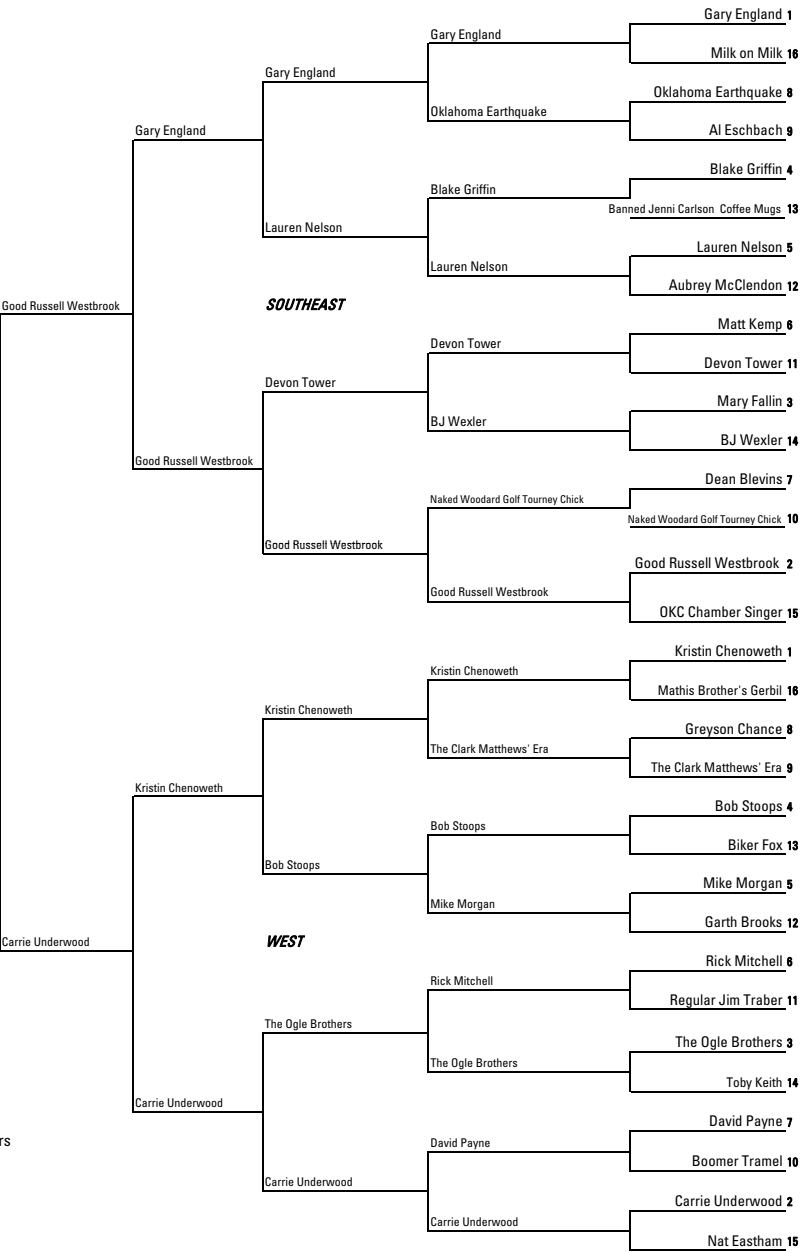 Gary England 1
Gary England
Milk on Milk 16
Gary England
Oklahoma Earthquake 8
Oklahoma Earthquake
Al Eschbach 9
Gary England
Blake Griffin 4
Blake Griffin
Banned Jenni Carlson Coffee Mugs 13
Lauren Nelson
Lauren Nelson 5
Lauren Nelson
Aubrey McClendon 12
Good Russell Westbrook
SOUTHEAST
Matt Kemp 6
Devon Tower
Devon Tower 11
Devon Tower
Mary Fallin 3
BJ Wexler
BJ Wexler 14
Good Russell Westbrook
Dean Blevins 7
Naked Woodard Golf Tourney Chick
Naked Woodard Golf Tourney Chick 10
Good Russell Westbrook
Good Russell Westbrook 2
Good Russell Westbrook
OKC Chamber Singer 15
Kristin Chenoweth 1
Kristin Chenoweth
Mathis Brother's Gerbil 16
Kristin Chenoweth
Greyson Chance 8
The Clark Matthews' Era
The Clark Matthews' Era 9
Kristin Chenoweth
Bob Stoops 4
Bob Stoops
Biker Fox 13
Bob Stoops
Mike Morgan 5
Mike Morgan
Garth Brooks 12
Carrie Underwood
WEST
Rick Mitchell 6
Rick Mitchell
Regular Jim Traber 11
The Ogle Brothers
The Ogle Brothers 3
The Ogle Brothers
Toby Keith 14
Carrie Underwood
David Payne 7
rs
David Payne
Boomer Tramel 10
Carrie Underwood
Carrie Underwood 2
Carrie Underwood
Nat Eastham 15